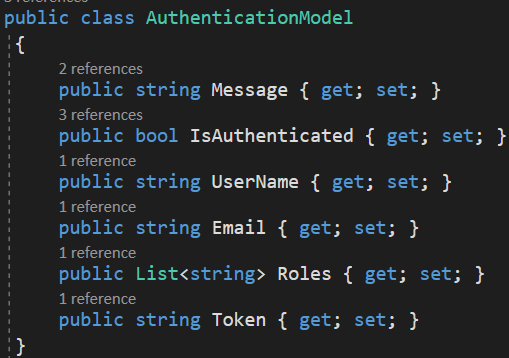 public class AuthenticationModel
{
2 references
public string Message { get; set; }
3 references
public bool IsAuthenticated { get; set; }
1 reference
public string UserName { get; set; }
1 reference
public string Email { get; set; }
1 reference
public List<string> Roles { get; set; }
1 reference
public string Token { get; set; }
}